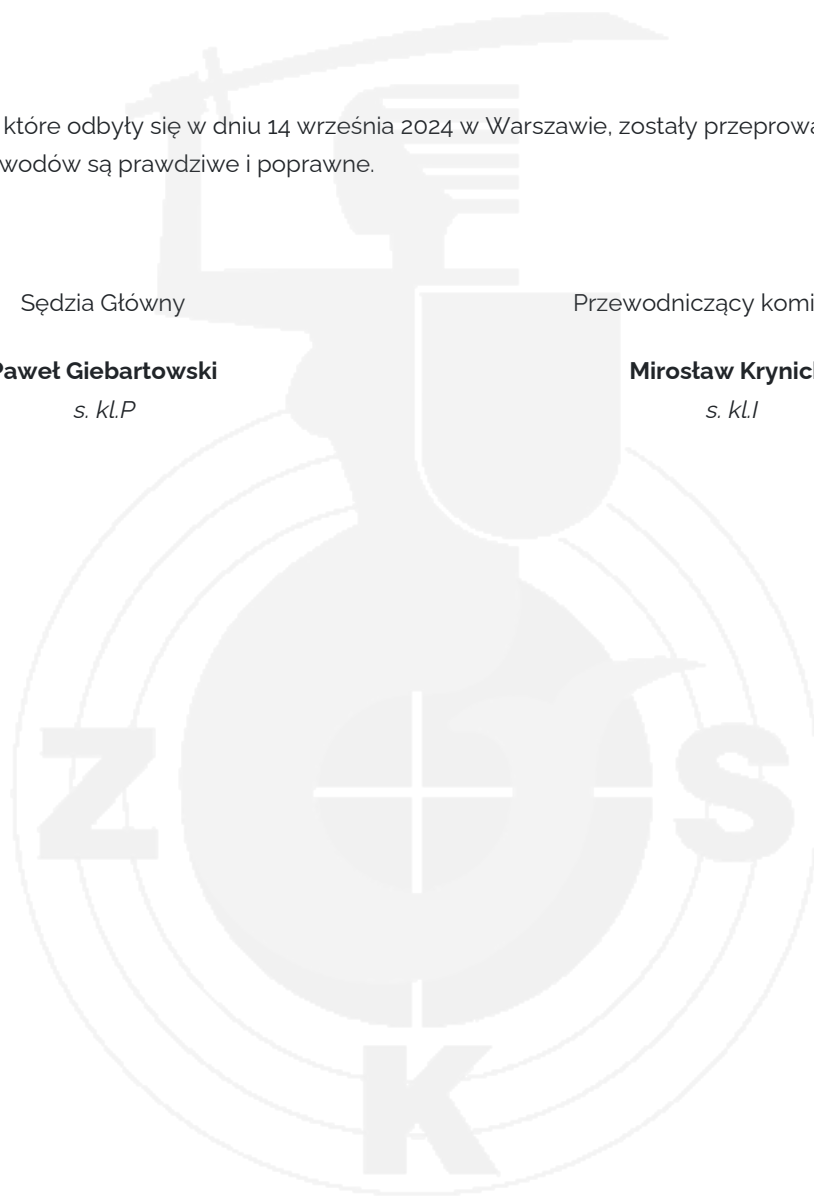 które odbyły się w dniu 14 września 2024 w Warszawie, zostały przeprowa
wodów są prawdziwe i poprawne.
Sędzia Główny Przewodniczący komi
Paweł Giebartowski Mirosław Krynick
s. kl.P s. kl.I
Z S
K